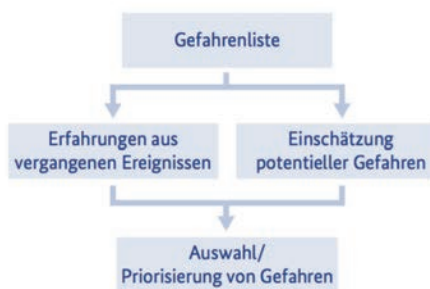 Gefahrenliste
Erfahrungen aus
vergangenen Ereignissen
Einschätzung
potentieller Gefahren
Auswahl/
Priorisierung von Gefahren